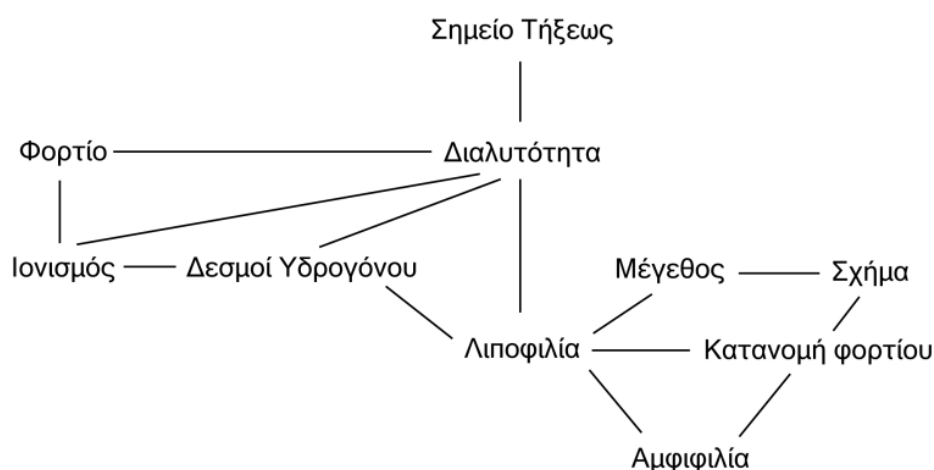 Σημείο Τήξεως
Φορτίο
Διαλυτότητα
Ιονισμός
Δεσμοί Υδρογόνου
Μέγεθος
Σχήμα
Λιποφιλία
Κατανομή φορτίου
Αμφιφιλία